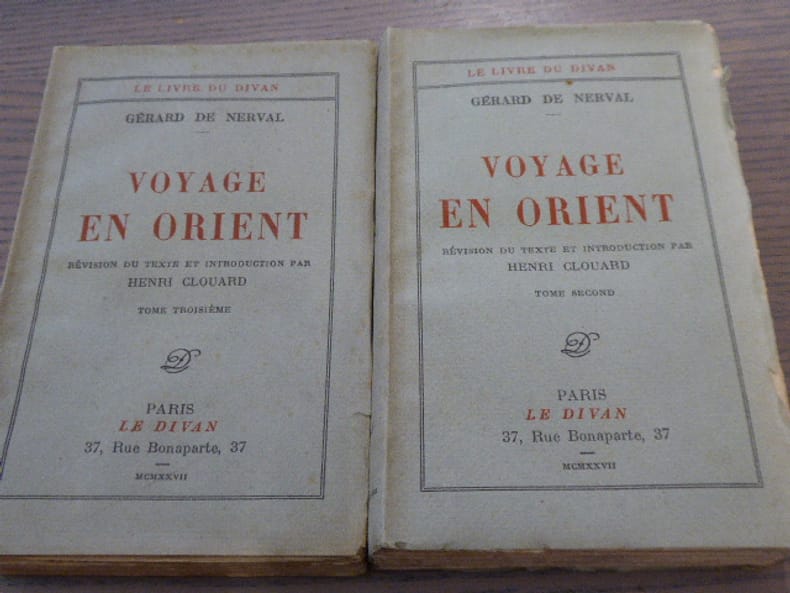 LE LIVRE DU DIVAN
GÉRARD DE NERVAL
VOYAGE
EN ORIENT
RÉVISION DU TEXTE ET INTRODUCTION PAR
HENRI CLOUARD
TOME TROISIÈME
D
PARIS
LE DIVAN
37, Rue Bonaparte, 37
MCMXXVII
LE LIVRE DU DIVAN
GÉRARD DE NERVAL
VOYAGE
EN ORIENT
RÉVISION DU TEXTE ET INTRODUCTION PAR
HENRI CLOUARD
TOME SECOND
D
PARIS
LE DIVAN
37, Rue Bonaparte, 37
MCMXXVII